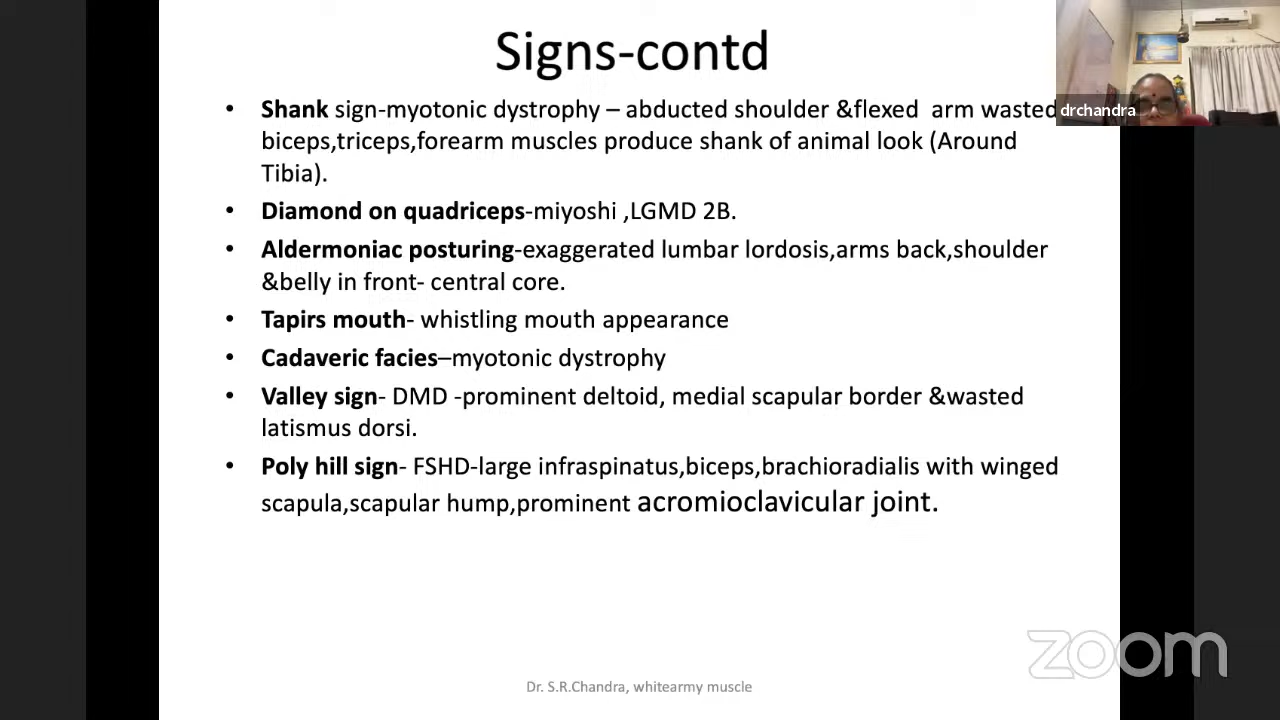 Signs-contd
• Shank sign-myotonic dystrophy – abducted shoulder &flexed arm wasted
biceps,triceps,forearm muscles produce shank of animal look (Around
Tibia).
• Diamond on quadriceps-miyoshi ,LGMD 2B.
• Aldermoniac posturing-exaggerated lumbar lordosis,arms back,shoulder
&belly in front- central core.
• Tapirs mouth- whistling mouth appearance
• Cadaveric facies–myotonic dystrophy
• Valley sign- DMD -prominent deltoid, medial scapular border &wasted
latismus dorsi.
• Poly hill sign- FSHD-large infraspinatus,biceps,brachioradialis with winged
scapula,scapular hump,prominent acromioclavicular joint.
Dr. S.R.Chandra, whitearmy muscle
drchandra
zoom